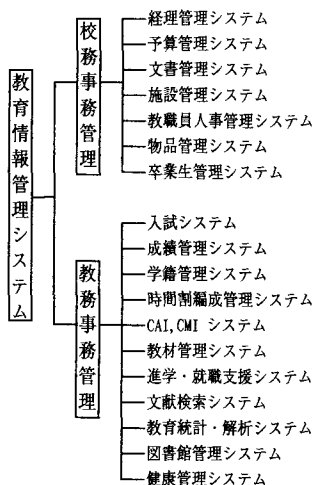 教育情報管理システム
校務事務管理
経理管理システム
予算管理システム
文書管理システム
施設管理システム
教職員人事管理システム
物品管理システム
卒業生管理システム
教務事務管理
入試システム
成績管理システム
学籍管理システム
時間割編成管理システム
CAI,CMI システム
教材管理システム
進学・就職支援システム
文献検索システム
教育統計・解析システム
図書館管理システム
健康管理システム